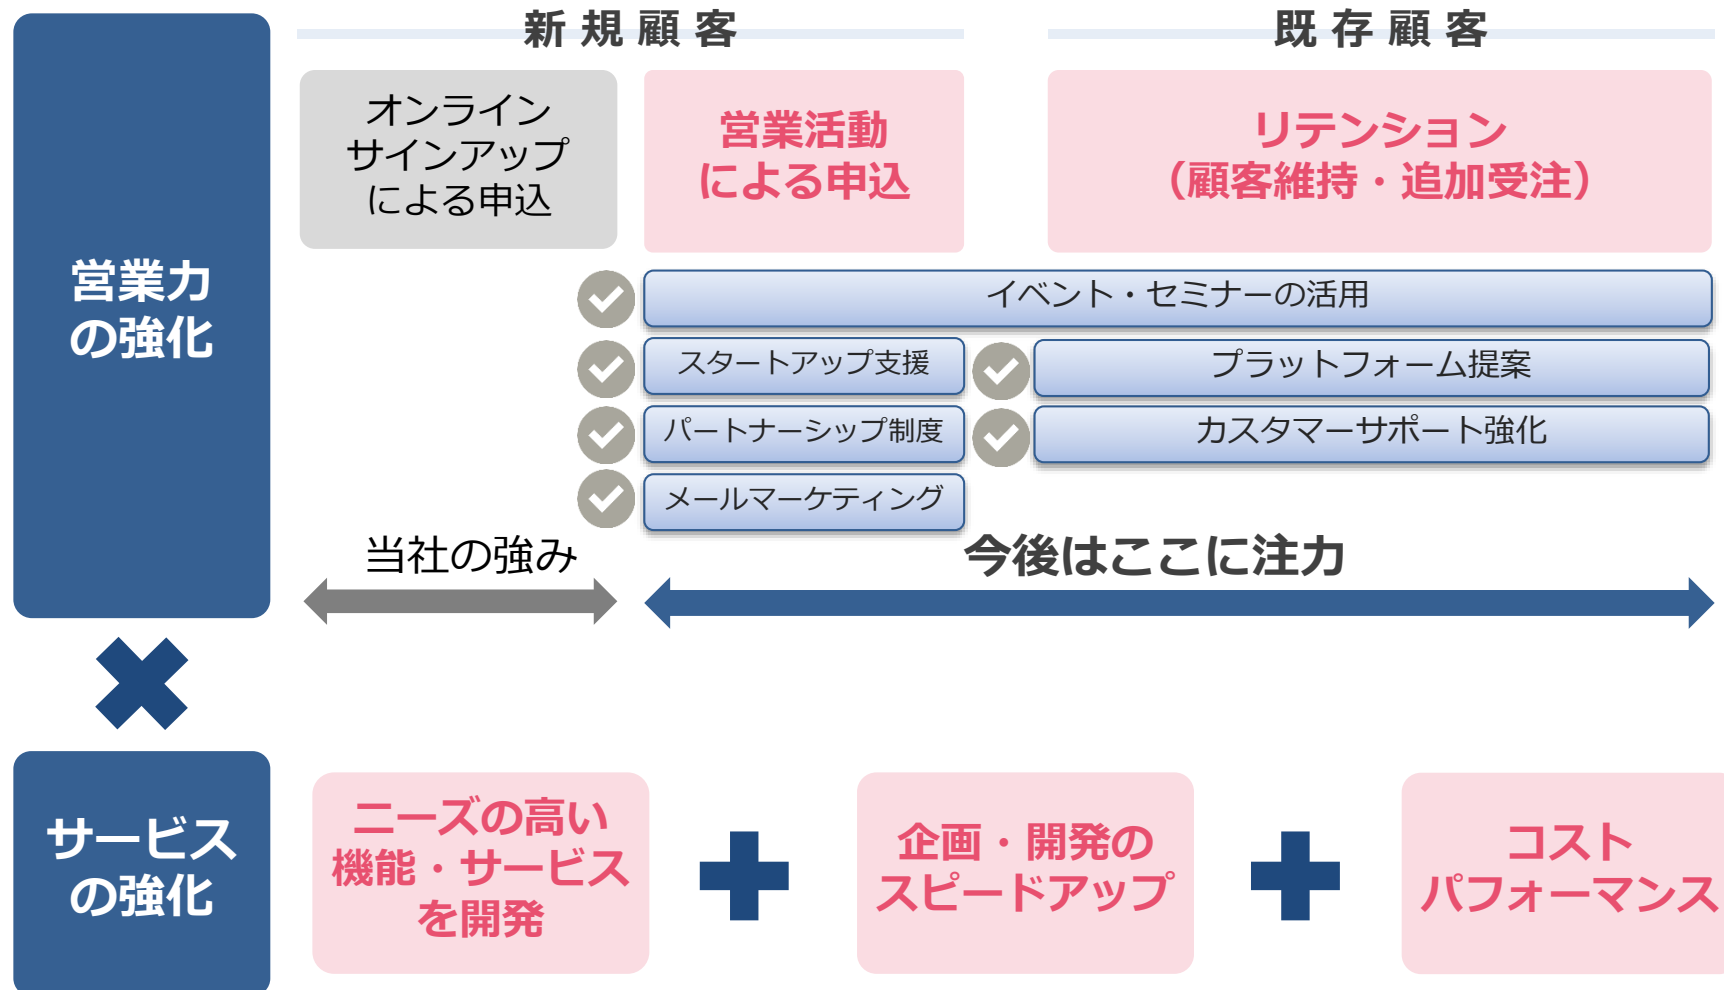 新規顧客
既存顧客
営業力
の強化
オンライン
サインアップ
による申込
営業活動
による申込
リテンション
（顧客維持・追加受注）
イベント・セミナーの活用
スタートアップ支援
プラットフォーム提案
パートナーシップ制度
カスタマーサポート強化
メールマーケティング
当社の強み
今後はここに注力
サービス
の強化
ニーズの高い
機能・サービス
を開発
企画・開発の
スピードアップ
コスト
パフォーマンス